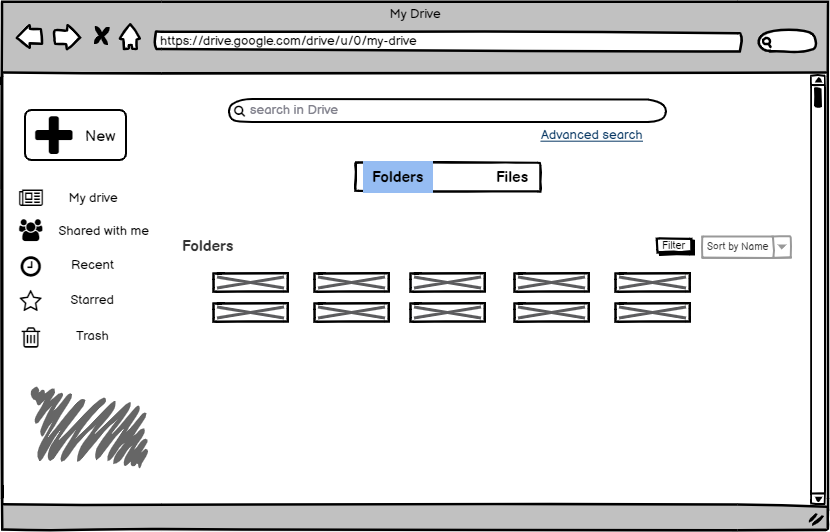 My Drive
https://drive.google.com/drive/u/0/my-drive
search in Drive
New
Advanced search
Folders Files
My drive
Shared with me
Folders
Filter
Sort by Name
Recent
Starred
Trash